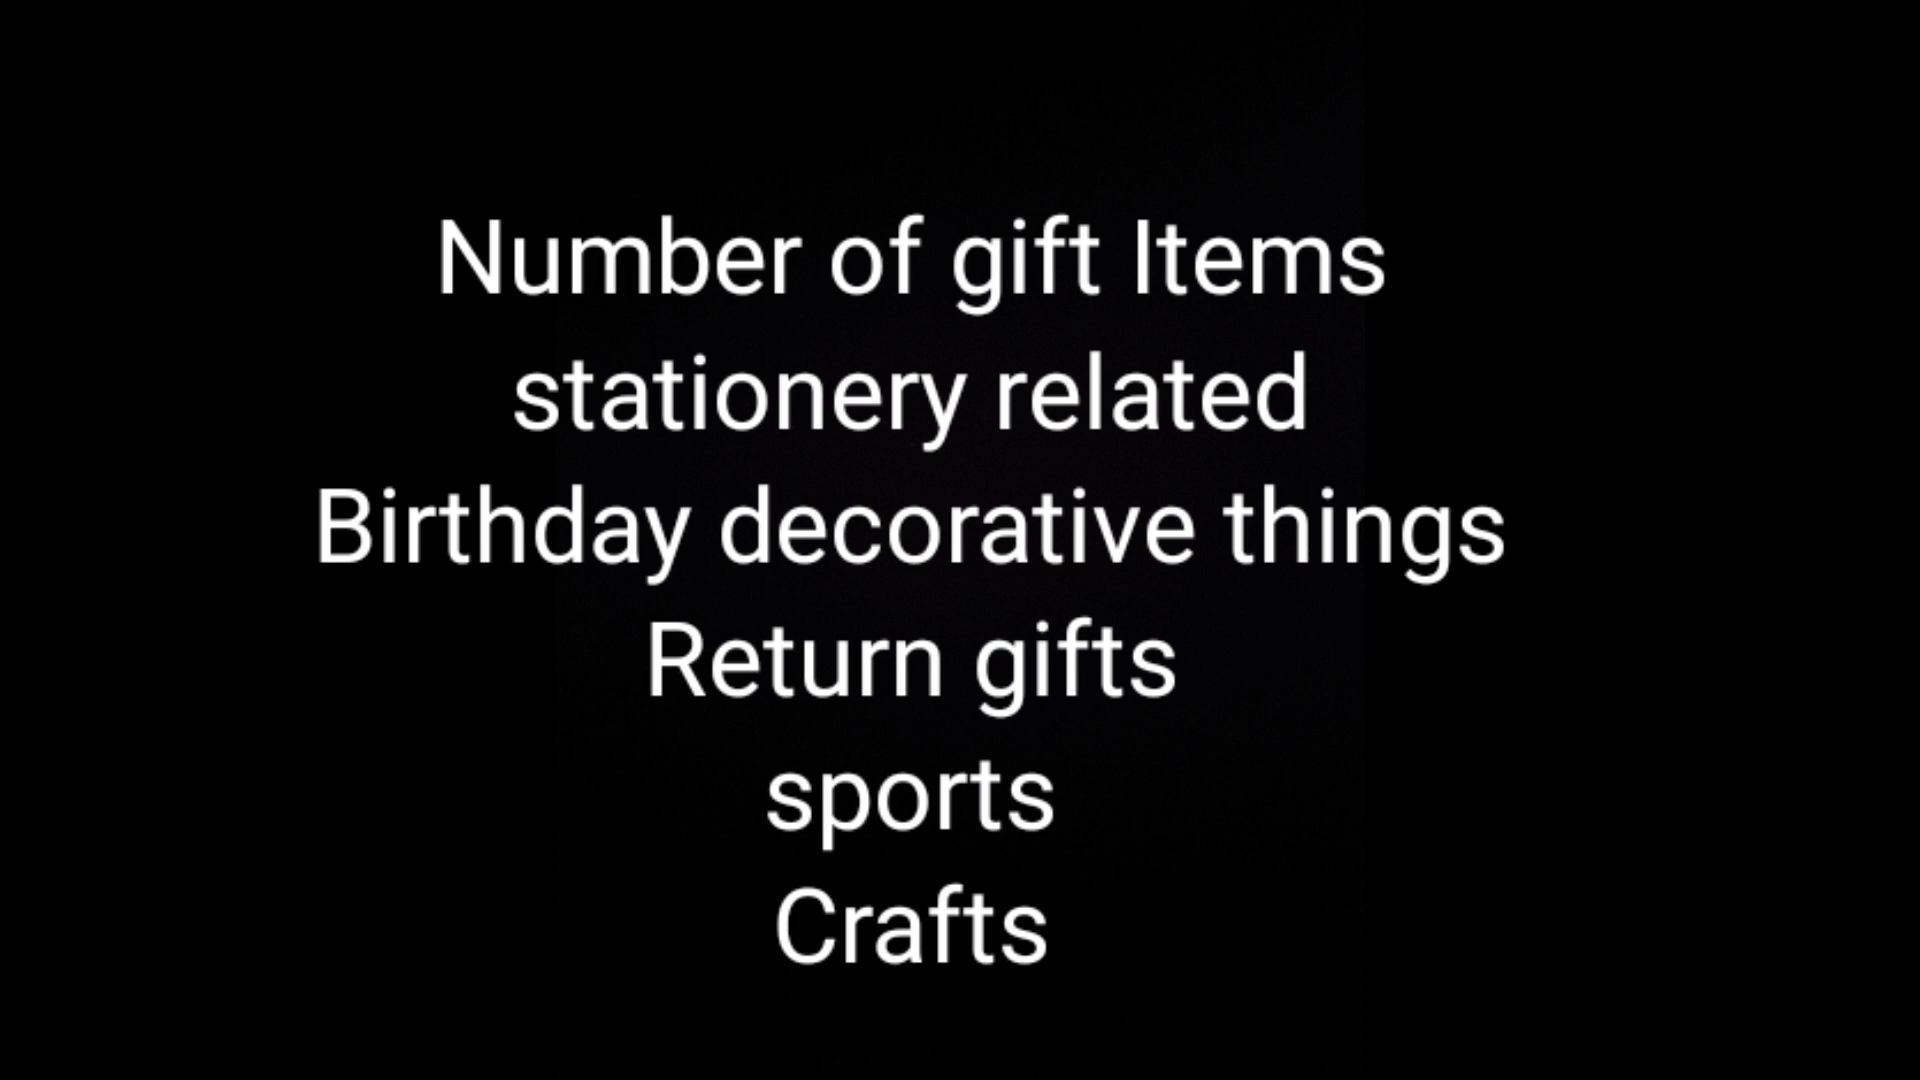 Number of gift Items
stationery related
Birthday decorative things
Return gifts
sports
Crafts